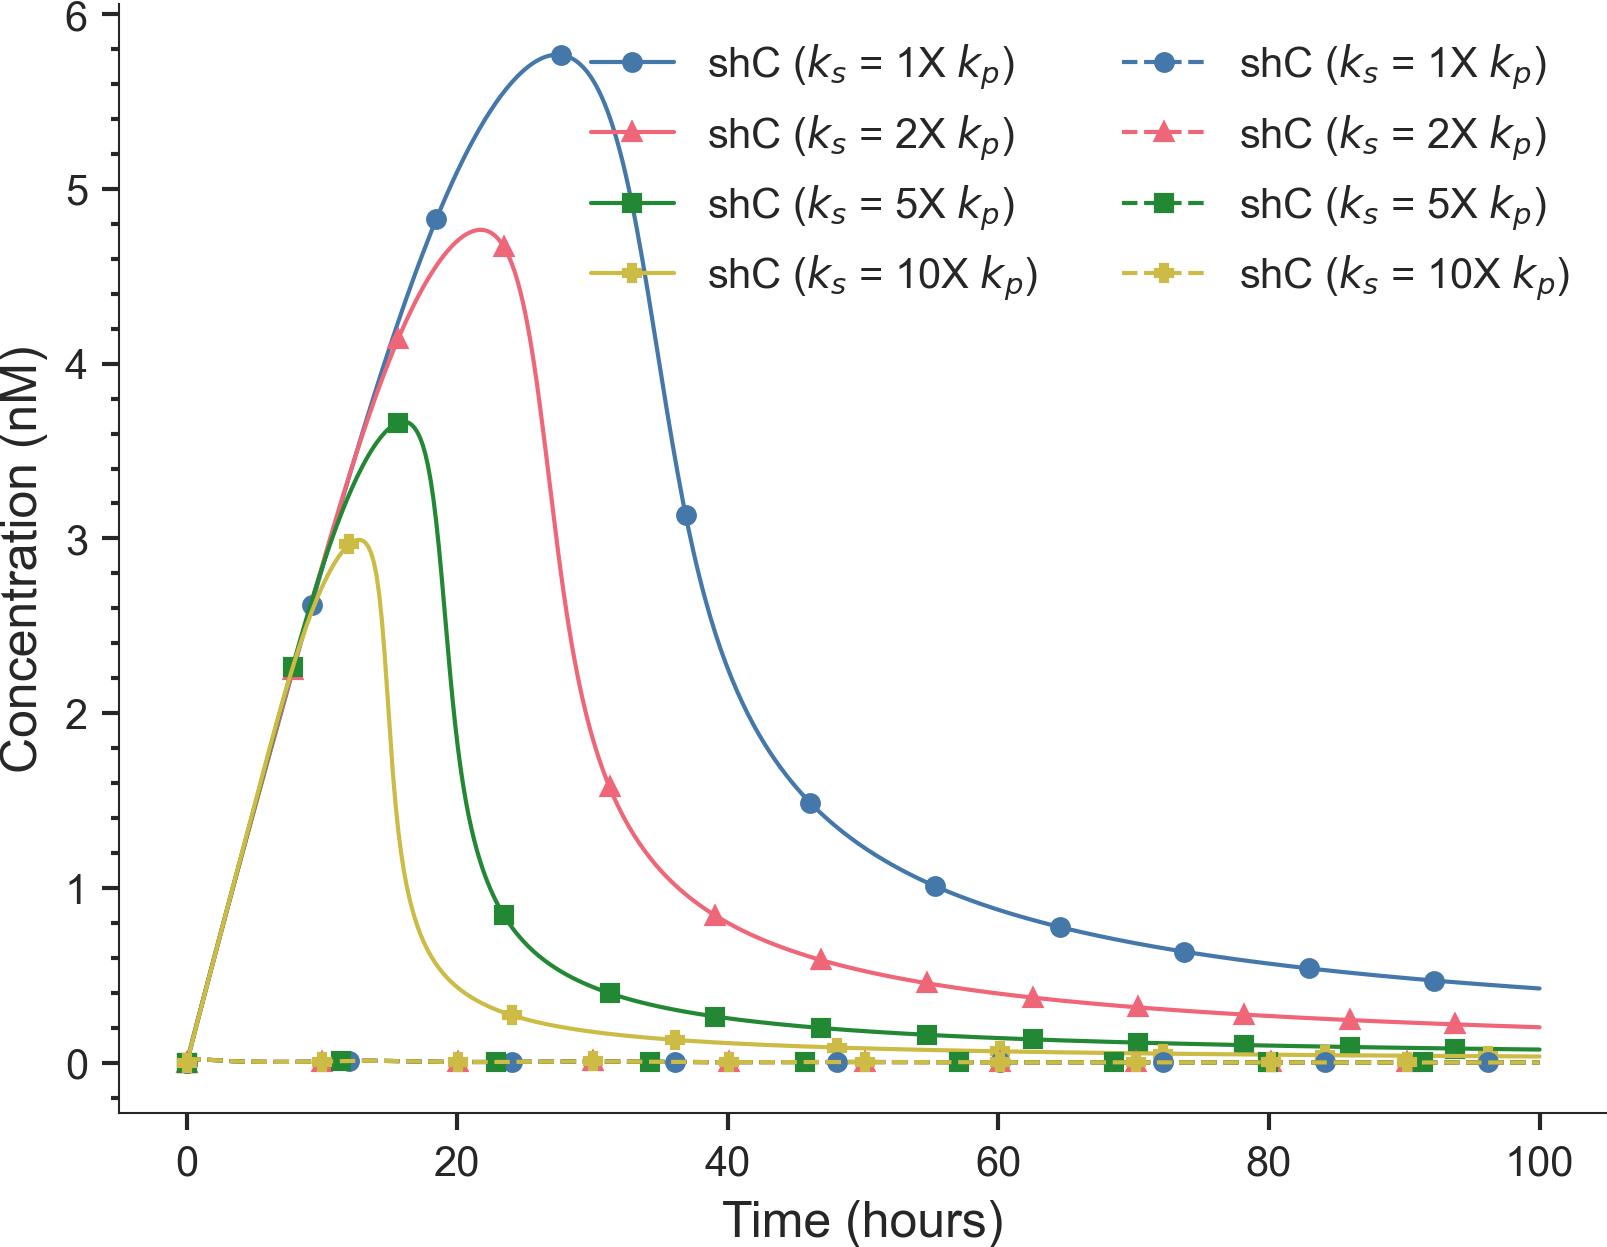 shC (ks = 1X kp)
shC (ks = 2X kp)
shC (ks = 5X kp)
shC (ks = 10X kp)
shC (ks = 1X kp)
shC (ks = 2X kp)
shC (ks = 5X kp)
shC (ks = 10X kp)
Concentration (nM)
6
5
4
3
2
1
0
0 20 40 60 80 100
Time (hours)